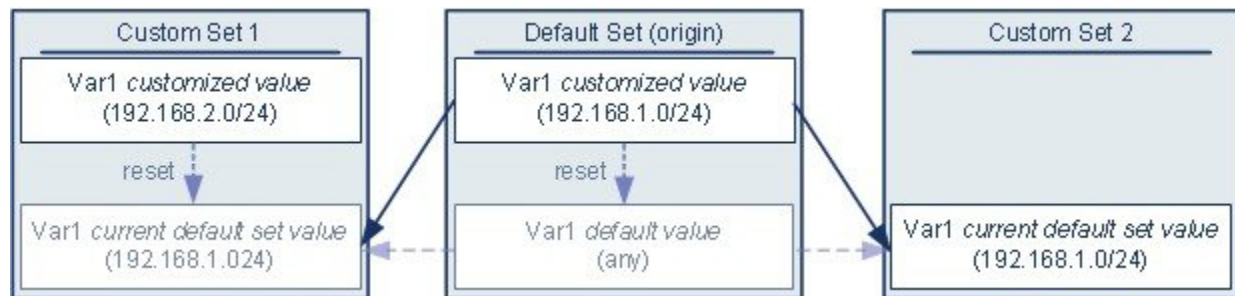 Custom Set 1
Var1 customized value
(192.168.2.0/24)
reset
Var1 current default set value
(192.168.1.024)
Default Set (origin)
Var1 customized value
(192.168.1.0/24)
reset
Var1 default value
(any)
Custom Set 2
Var1 current default set value
(192.168.1.0/24)